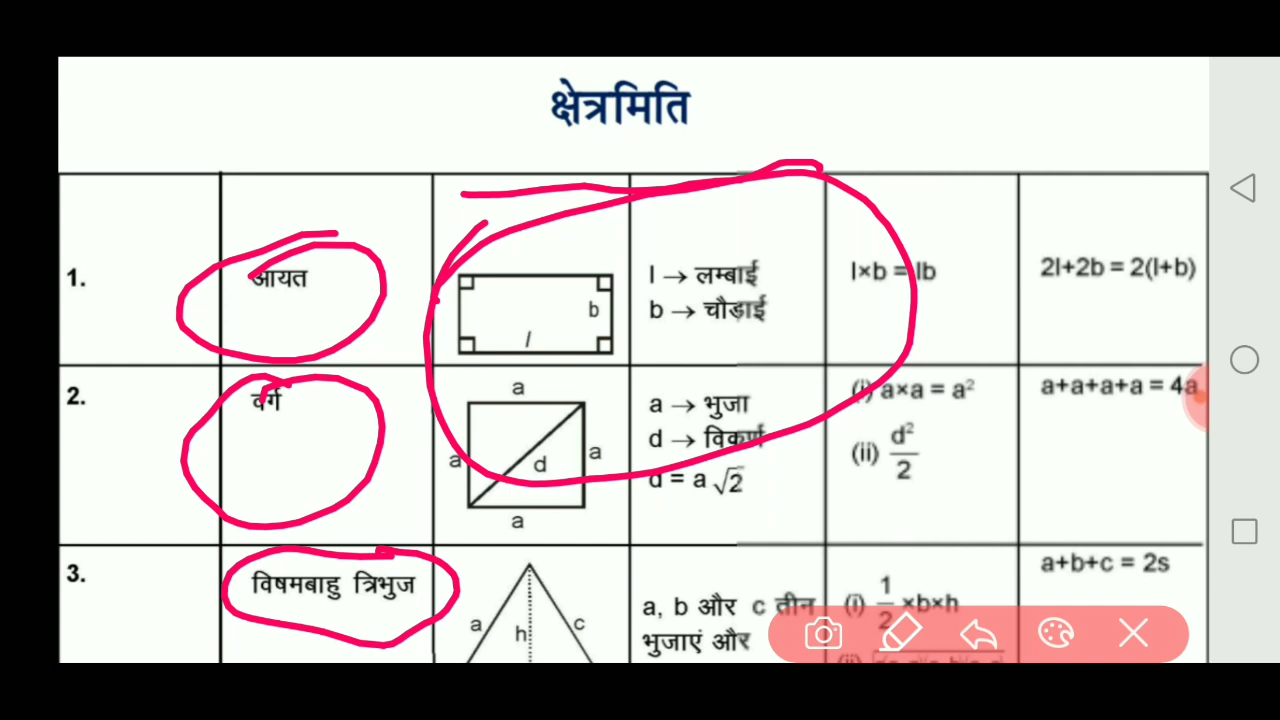 क्षेत्रमिति
1.
आयत
b
l
l → लम्बाई
b → चौड़ाई
l×b = lb
2l+2b = 2(l+b)
2.
वर्ग
a
a
d
a
a
a → भुजा
d → विकर्ण
d = a √2
(i) a×a = a²
(ii) d²
2
a+a+a+a = 4a
3.
विषमबाहु त्रिभुज
a
h
c
a, b और c तीन
भुजाएं और
(i) 1/2 ×b×h
a+b+c = 2s